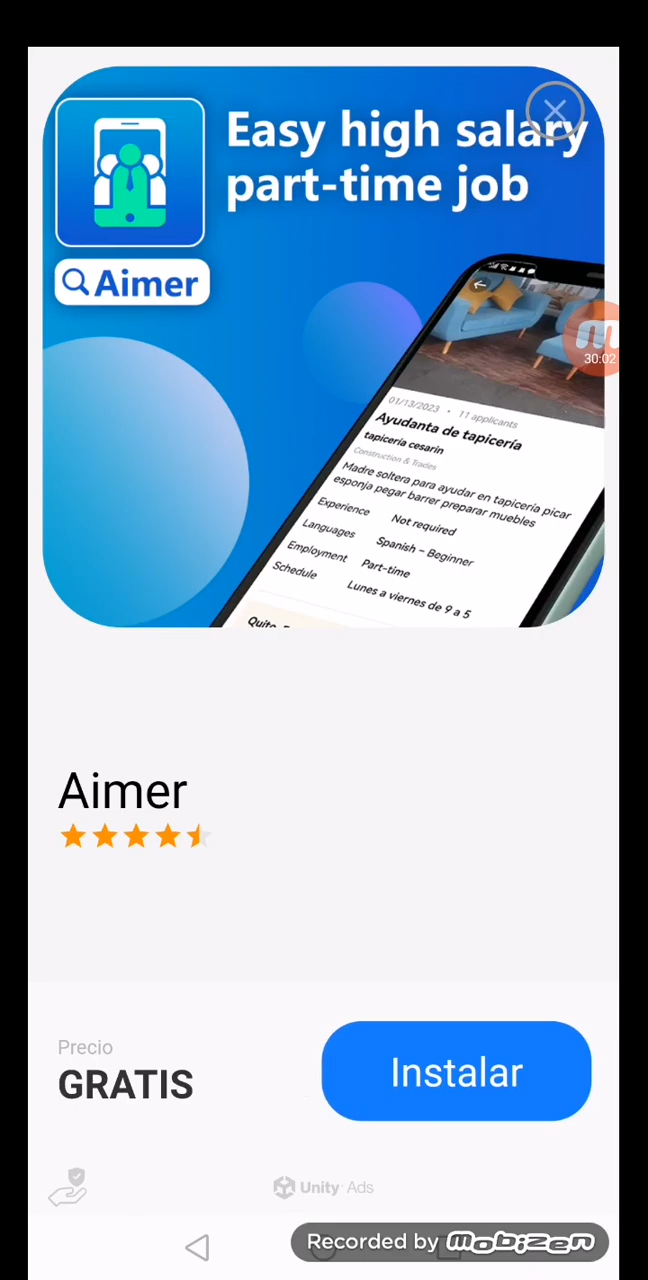 Easy high salary
part-time job
Aimer
30:02
01/13/2023 • 11 applicants
Ayudanta de tapicería
tapicería cesarin
Construction & Trades
Madre soltera para ayudar en tapicería picar
esponja pegar barrer preparar muebles
Experience Not required
Languages Spanish - Beginner
Employment Part-time
Schedule Lunes a viernes de 9 a 5
Quito,
Aimer
Precio
GRATIS
Instalar
Unity Ads
Recorded by mobizen